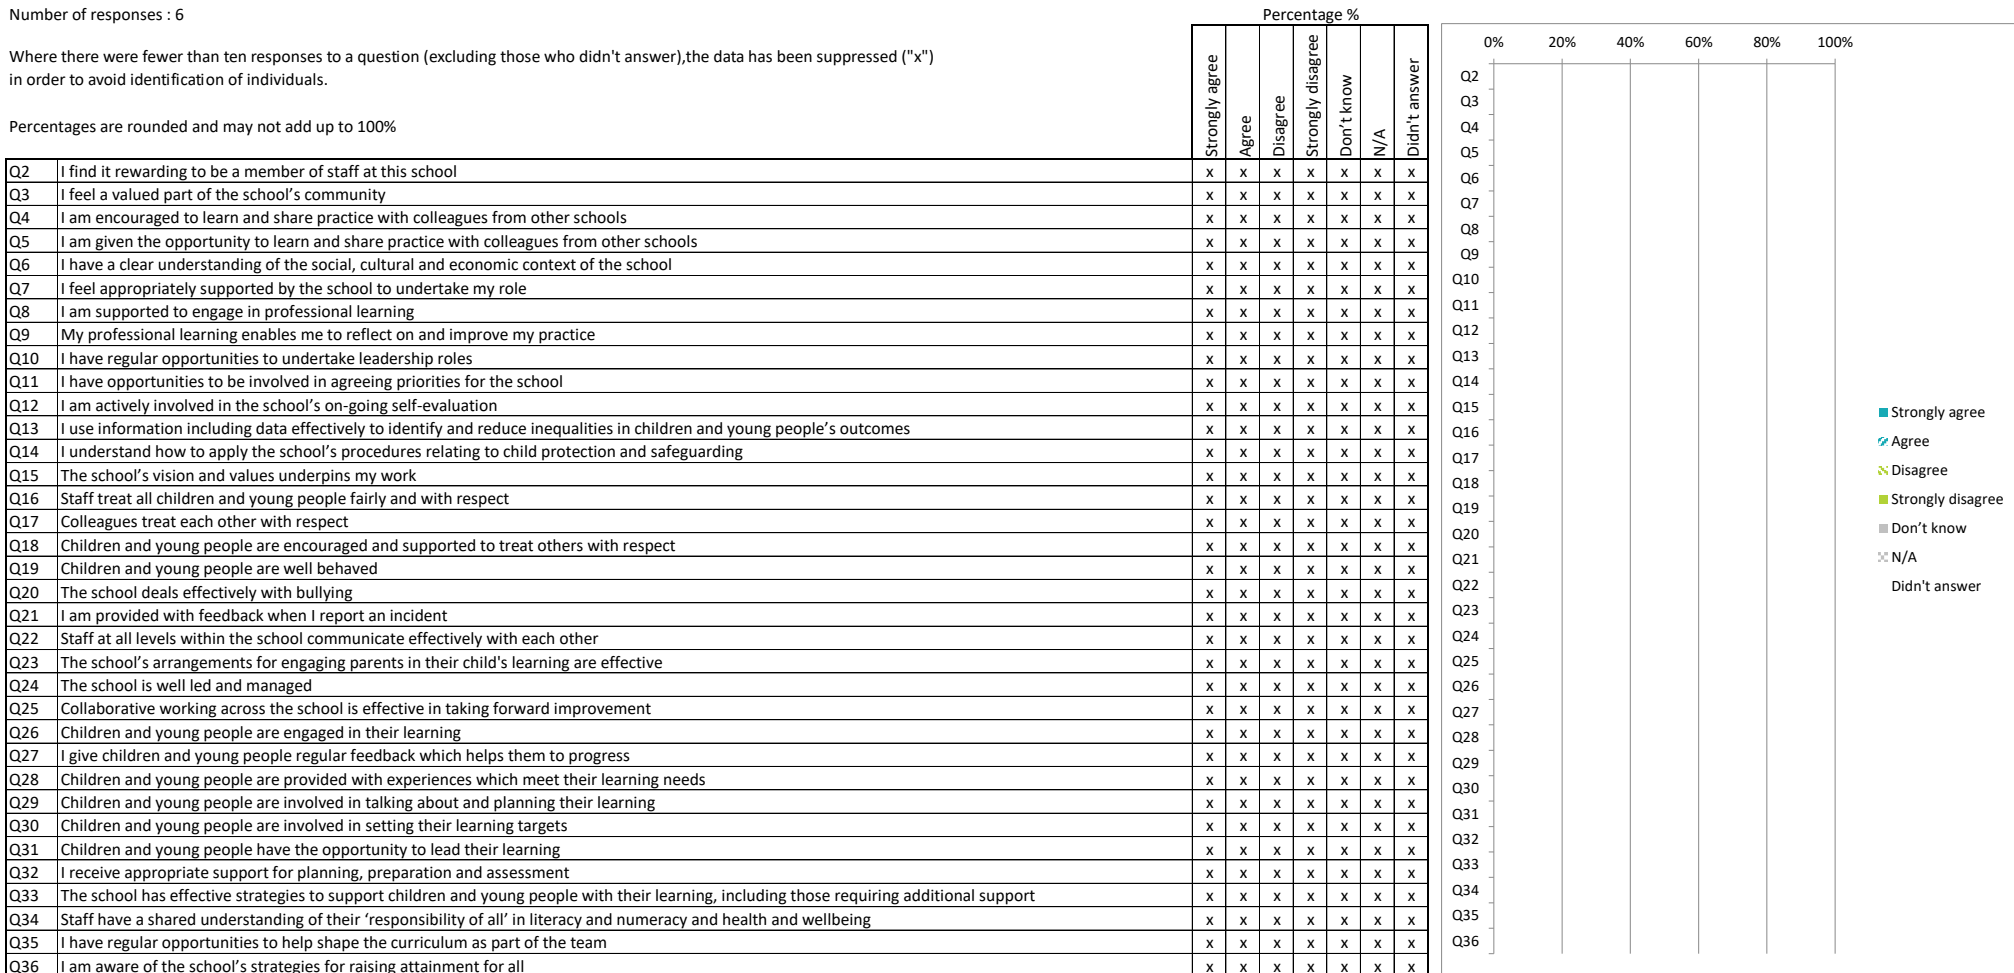 Number of responses : 6
Percentage %
Where there were fewer than ten responses to a question (excluding those who didn't answer),the data has been suppressed ("x")
in order to avoid identification of individuals.
Percentages are rounded and may not add up to 100%
Strongly agree
Agree
Disagree
Strongly disagree
Don't know
N/A
Didn't answer
Q2 I find it rewarding to be a member of staff at this school x x x x x x x
Q3 I feel a valued part of the school's community x x x x x x x
Q4 I am encouraged to learn and share practice with colleagues from other schools x x x x x x x
Q5 I am given the opportunity to learn and share practice with colleagues from other schools x x x x x x x
Q6 I have a clear understanding of the social, cultural and economic context of the school x x x x x x x
Q7 I feel appropriately supported by the school to undertake my role x x x x x x x
Q8 I am supported to engage in professional learning x x x x x x x
Q9 My professional learning enables me to reflect on and improve my practice x x x x x x x
Q10 I have regular opportunities to undertake leadership roles x x x x x x x
Q11 I have opportunities to be involved in agreeing priorities for the school x x x x x x x
Q12 I am actively involved in the school's on-going self-evaluation x x x x x x x
Q13 I use information including data effectively to identify and reduce inequalities in children and young people's outcomes x x x x x x x
Q14 I understand how to apply the school's procedures relating to child protection and safeguarding x x x x x x x
Q15 The school's vision and values underpins my work x x x x x x x
Q16 Staff treat all children and young people fairly and with respect x x x x x x x
Q17 Colleagues treat each other with respect x x x x x x x
Q18 Children and young people are encouraged and supported to treat others with respect x x x x x x x
Q19 Children and young people are well behaved x x x x x x x
Q20 The school deals effectively with bullying x x x x x x x
Q21 I am provided with feedback when I report an incident x x x x x x x
Q22 Staff at all levels within the school communicate effectively with each other x x x x x x x
Q23 The school's arrangements for engaging parents in their child's learning are effective x x x x x x x
Q24 The school is well led and managed x x x x x x x
Q25 Collaborative working across the school is effective in taking forward improvement x x x x x x x
Q26 Children and young people are engaged in their learning x x x x x x x
Q27 I give children and young people regular feedback which helps them to progress x x x x x x x
Q28 Children and young people are provided with experiences which meet their learning needs x x x x x x x
Q29 Children and young people are involved in talking about and planning their learning x x x x x x x
Q30 Children and young people are involved in setting their learning targets x x x x x x x
Q31 Children and young people have the opportunity to lead their learning x x x x x x x
Q32 I receive appropriate support for planning, preparation and assessment x x x x x x x
Q33 The school has effective strategies to support children and young people with their learning, including those requiring additional support x x x x x x x
Q34 Staff have a shared understanding of their 'responsibility of all' in literacy and numeracy and health and wellbeing x x x x x x x
Q35 I have regular opportunities to help shape the curriculum as part of the team x x x x x x x
Q36 I am aware of the school's strategies for raising attainment for all x x x x x x x
0% 20% 40% 60% 80% 100%
Q2
Q3
Q4
Q5
Q6
Q7
Q8
Q9
Q10
Q11
Q12
Q13
Q14
Q15
Q16
Q17
Q18
Q19
Q20
Q21
Q22
Q23
Q24
Q25
Q26
Q27
Q28
Q29
Q30
Q31
Q32
Q33
Q34
Q35
Q36
Strongly agree
Agree
Disagree
Strongly disagree
Don't know
N/A
Didn't answer